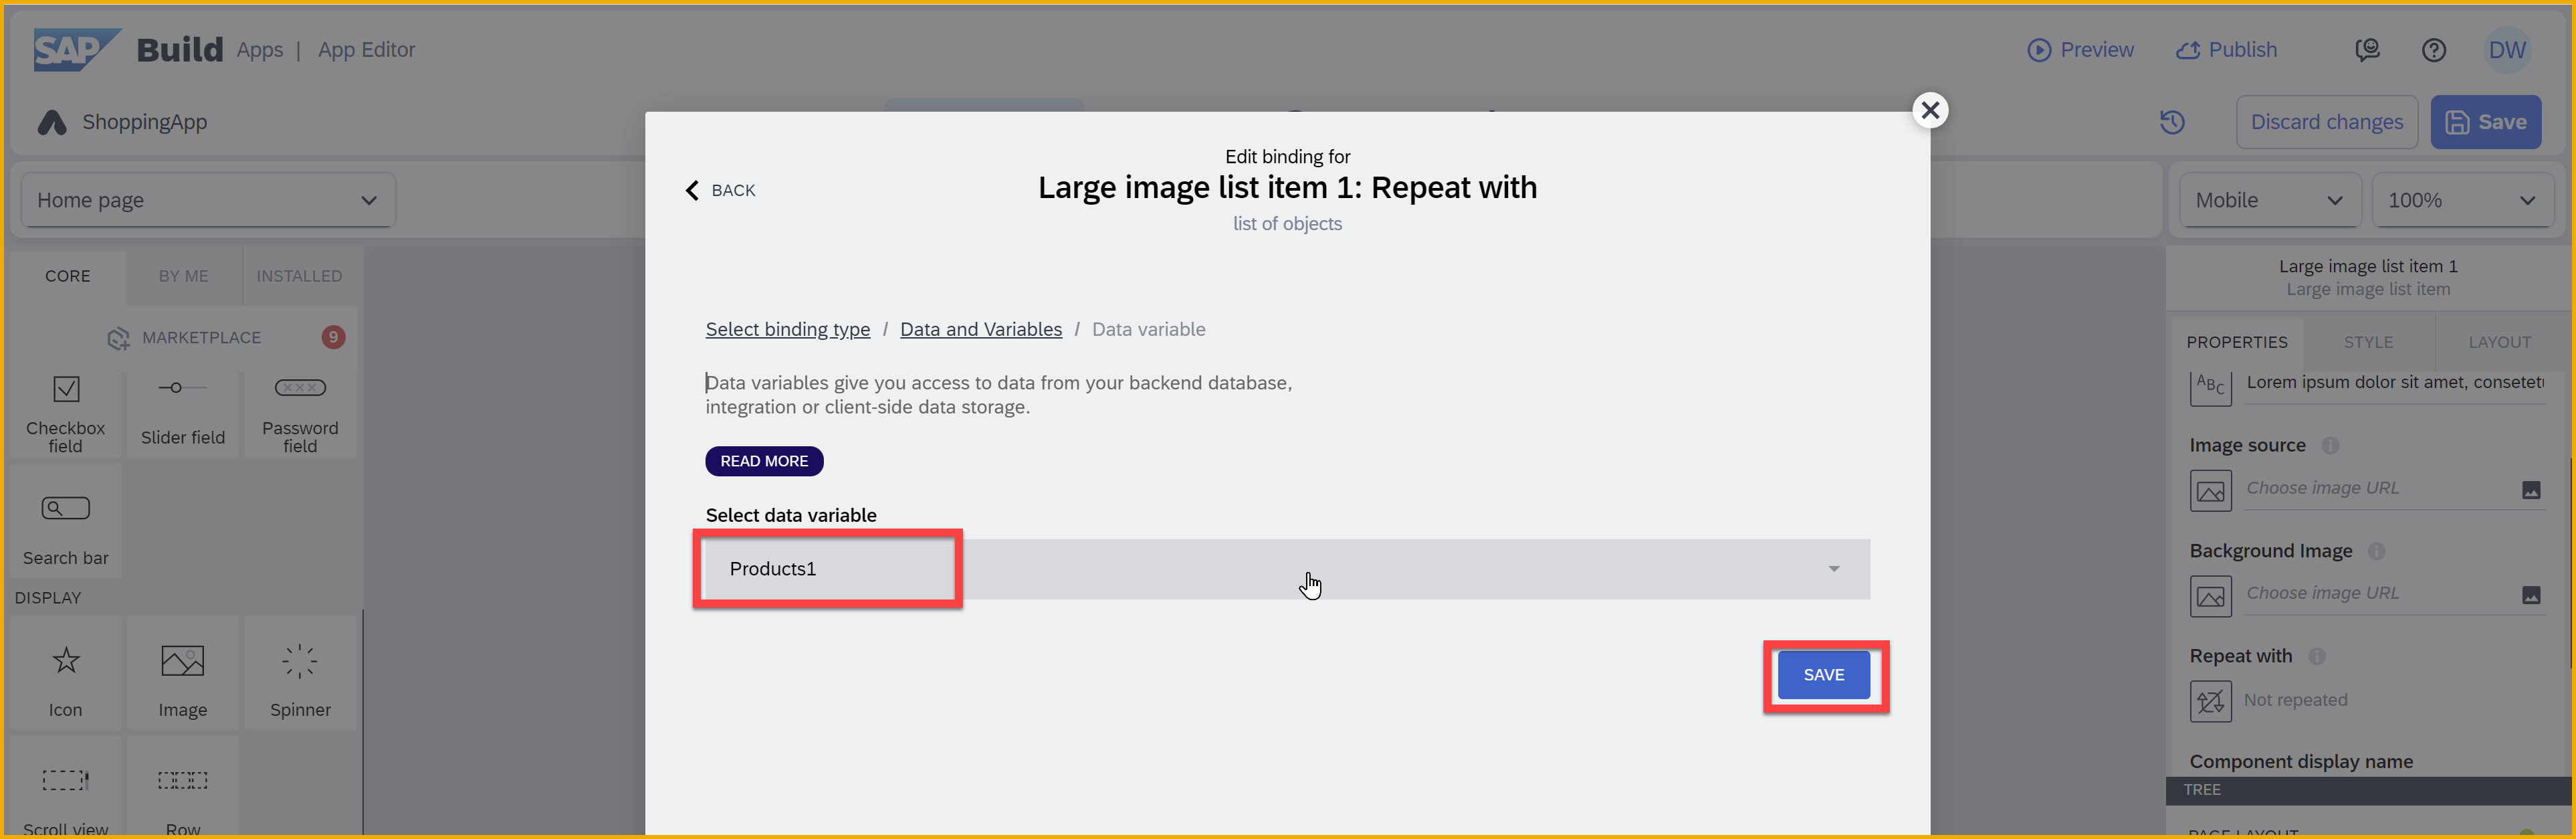 SAP Build Apps | App Editor
Preview
Publish
DW
ShoppingApp
Discard changes
Save
Edit binding for
BACK
Large image list item 1: Repeat with
list of objects
Home page
Mobile
100%
CORE
BY ME
INSTALLED
MARKETPLACE
9
Checkbox
field
Slider field
Password
field
Search bar
DISPLAY
Icon
Image
Spinner
Scroll view
Row
Select binding type / Data and Variables / Data variable
Data variables give you access to data from your backend database,
integration or client-side data storage.
READ MORE
Select data variable
Products1
SAVE
Large image list item 1
Large image list item
PROPERTIES
STYLE
LAYOUT
ABC
Lorem ipsum dolor sit amet,
Image source
Choose image URL
Background Image
Choose image URL
Repeat with
Not repeated
Component display name
TREE
PAGE LAYOUT